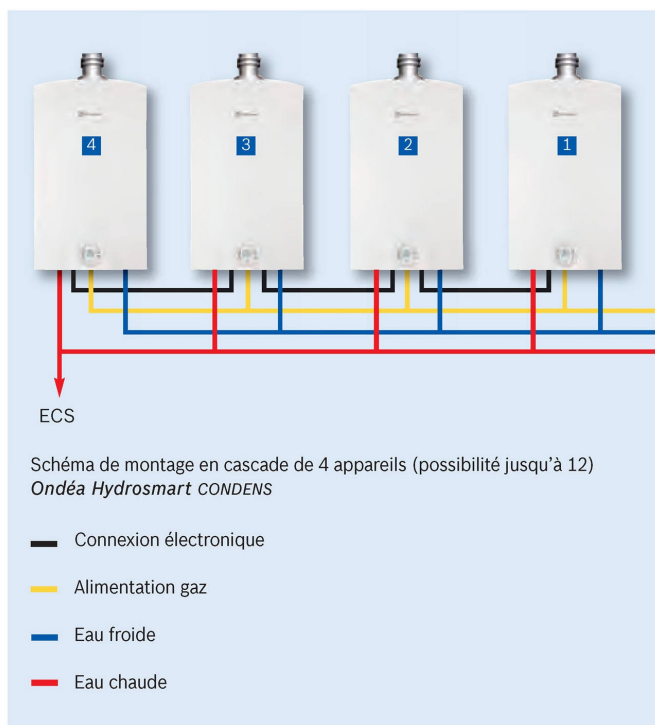 4 3 2 1
ECS
Schéma de montage en cascade de 4 appareils (possibilité jusqu’à 12)
Ondéa Hydrosmart CONDENS
Connexion électronique
Alimentation gaz
Eau froide
Eau chaude